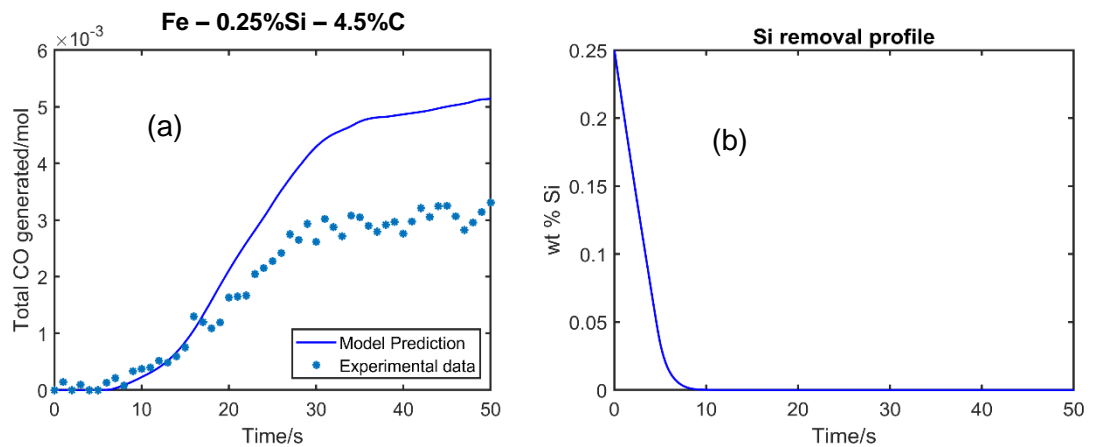 Fe – 0.25%Si – 4.5%C
×10⁻³
6
5
4
3
2
1
0
Total CO generated/mol
(a)
Model Prediction
Experimental data
0 10 20 30 40 50
Time/s
Si removal profile
0.25
0.2
0.15
0.1
0.05
0
wt % Si
(b)
0 10 20 30 40 50
Time/s